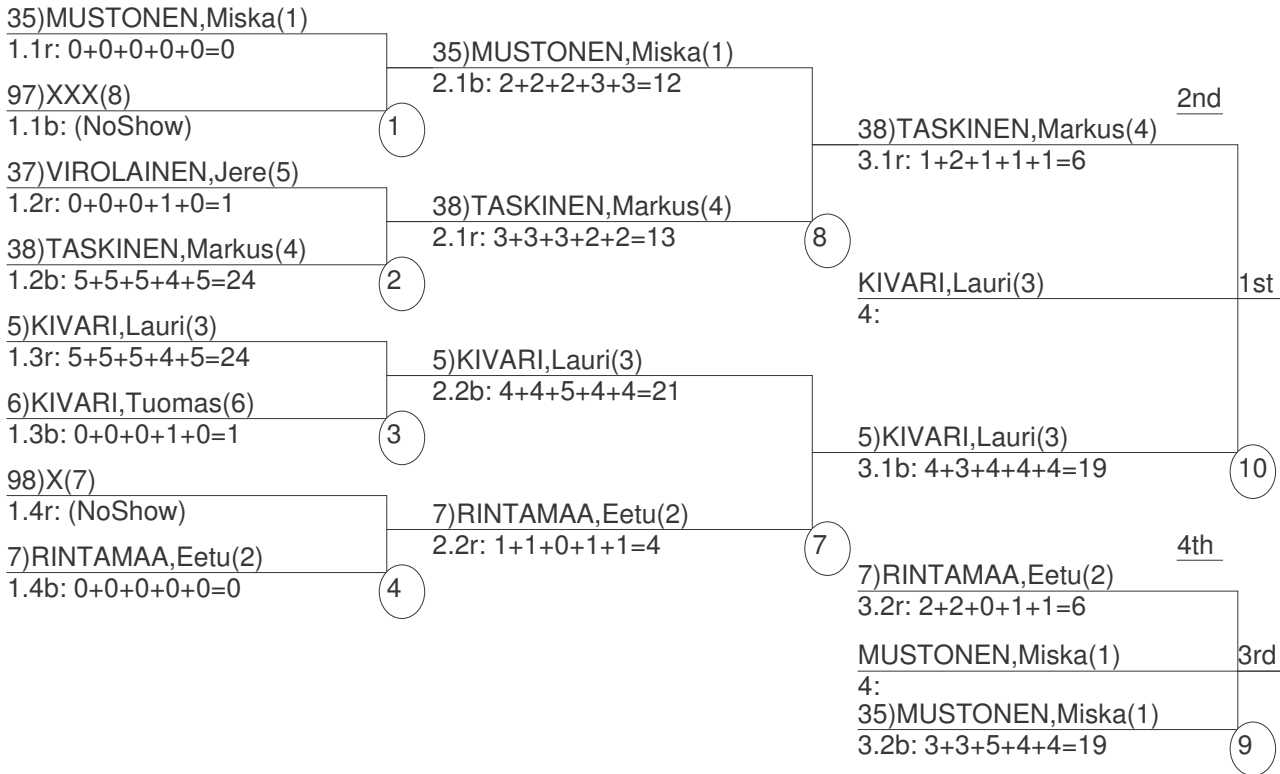 35)MUSTONEN,Miska(1)
1.1r: 0+0+0+0+0=0
97)XXX(8)
1.1b: (NoShow)
1
37)VIROLAINEN,Jere(5)
1.2r: 0+0+0+1+0=1
38)TASKINEN,Markus(4)
1.2b: 5+5+5+4+5=24
2
5)KIVARI,Lauri(3)
1.3r: 5+5+5+4+5=24
6)KIVARI,Tuomas(6)
1.3b: 0+0+0+1+0=1
3
98)X(7)
1.4r: (NoShow)
7)RINTAMAA,Eetu(2)
1.4b: 0+0+0+0+0=0
4
35)MUSTONEN,Miska(1)
2.1b: 2+2+2+3+3=12
38)TASKINEN,Markus(4)
2.1r: 3+3+3+2+2=13
8
5)KIVARI,Lauri(3)
2.2b: 4+4+5+4+4=21
7)RINTAMAA,Eetu(2)
2.2r: 1+1+0+1+1=4
7
2nd
38)TASKINEN,Markus(4)
3.1r: 1+2+1+1+1=6
KIVARI,Lauri(3) 1st
4:
5)KIVARI,Lauri(3)
3.1b: 4+3+4+4+4=19
10
4th
7)RINTAMAA,Eetu(2)
3.2r: 2+2+0+1+1=6
MUSTONEN,Miska(1) 3rd
4:
35)MUSTONEN,Miska(1)
3.2b: 3+3+5+4+4=19
9